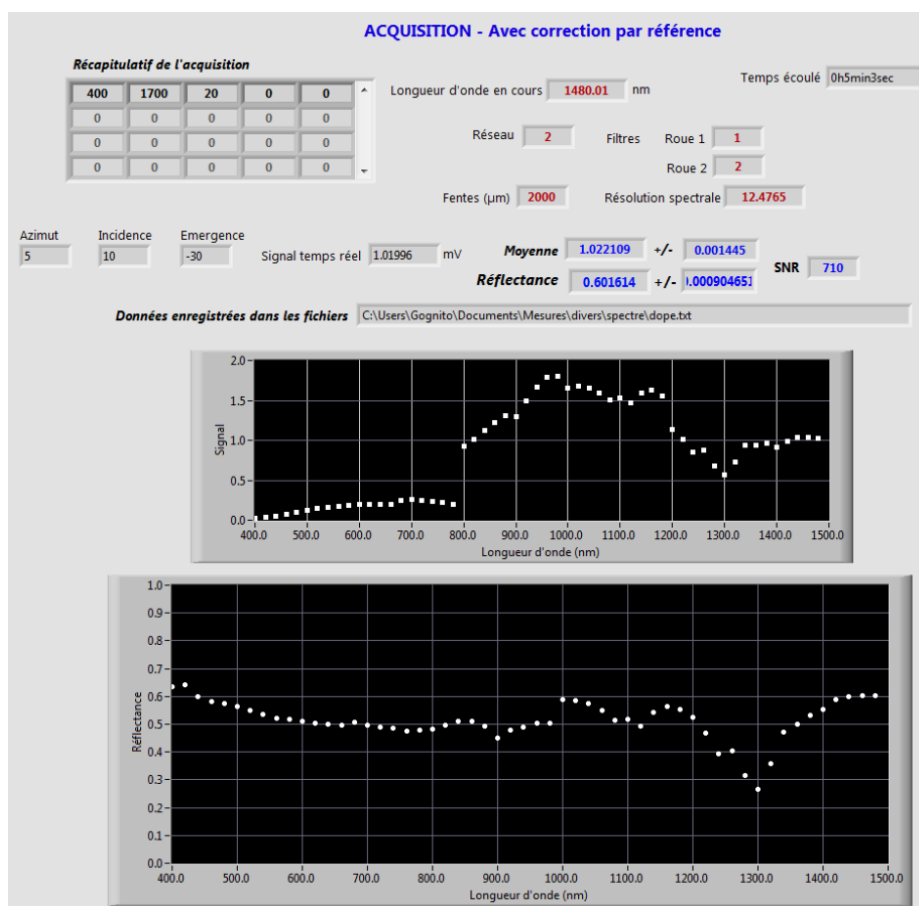 ACQUISITION - Avec correction par référence
Récapitulatif de l'acquisition
400 1700 20 0 0
0 0 0 0 0
0 0 0 0 0
0 0 0 0 0
Longueur d'onde en cours 1480.01 nm
Temps écoulé 0h5min3sec
Réseau 2 Filtres Roue 1 1
Roue 2 2
Fentes (µm) 2000 Résolution spectrale 12.4765
Azimut Incidence Emergence
5 10 -30
Signal temps réel 1.01996 mV
Moyenne 1.022109 +/- 0.001445
Réflectance 0.601614 +/- .000904651
SNR 710
Données enregistrées dans les fichiers C:\Users\Gognito\Documents\Mesures\divers\spectre\dope.txt
Signal
2.0
1.5
1.0
0.5
0.0
400.0 500.0 600.0 700.0 800.0 900.0 1000.0 1100.0 1200.0 1300.0 1400.0 1500.0
Longueur d'onde (nm)
Réflectance
1.0
0.9
0.8
0.7
0.6
0.5
0.4
0.3
0.2
0.1
0.0
400.0 500.0 600.0 700.0 800.0 900.0 1000.0 1100.0 1200.0 1300.0 1400.0 1500.0
Longueur d'onde (nm)